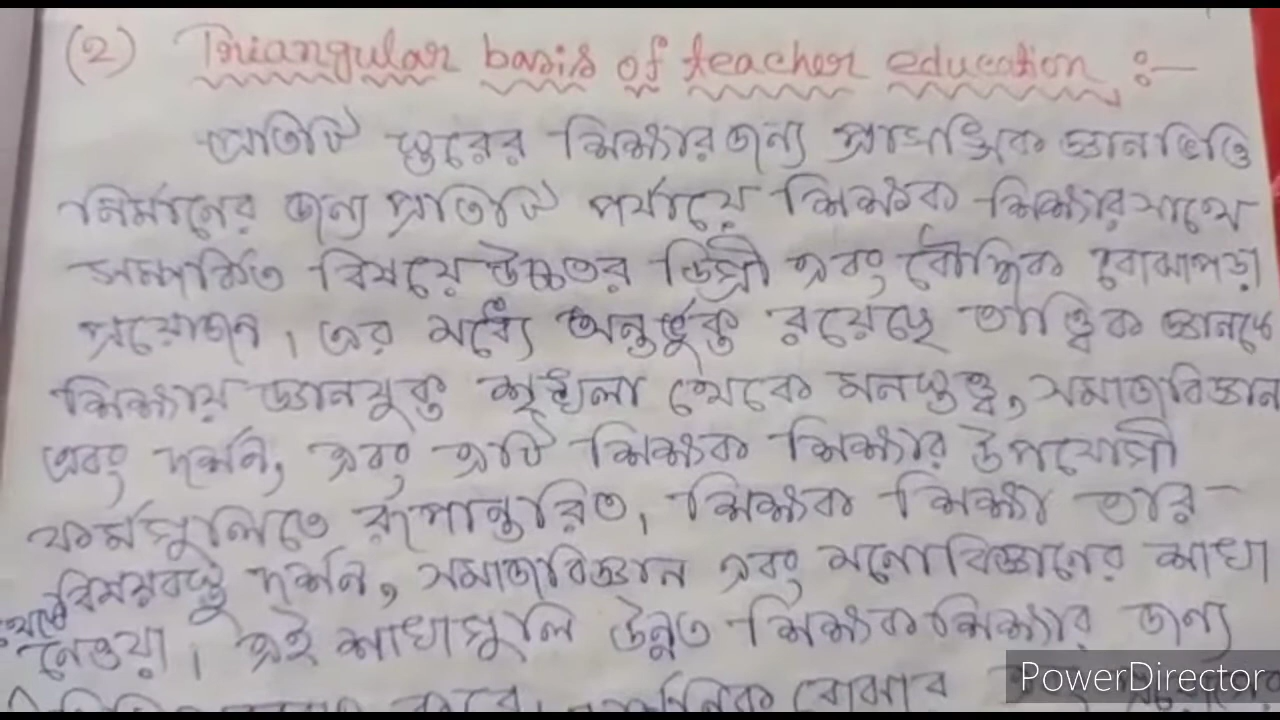 (2) Triangular basis of teacher education :-
প্রতিটি স্তরের শিক্ষার জন্য প্রাসঙ্গিক জ্ঞানভিত্তি
নির্মানের জন্য প্রতিটি পর্যায়ে শিক্ষক শিক্ষার সাথে
সম্পর্কিত বিষয়ে উচ্চতর ডিগ্রী এবং বৌদ্ধিক বোঝাপড়া
প্রয়োজন। এর মধ্যে অন্তর্ভুক্ত রয়েছে তাত্ত্বিক জ্ঞানকে
শিক্ষায় জ্ঞানযুক্ত শৃঙ্খলা থেকে মনস্তত্ত্ব, সমাজবিজ্ঞান
এবং দর্শন, এবং এটি শিক্ষক শিক্ষার উপযোগী
ফর্মগুলিতে রূপান্তরিত। শিক্ষক শিক্ষা তার-
বিষয়বস্তু দর্শন, সমাজবিজ্ঞান এবং মনোবিজ্ঞানের শাখা
থেকে নেওয়া। এই শাখাগুলি উন্নত শিক্ষক শিক্ষার জন্য
PowerDirector